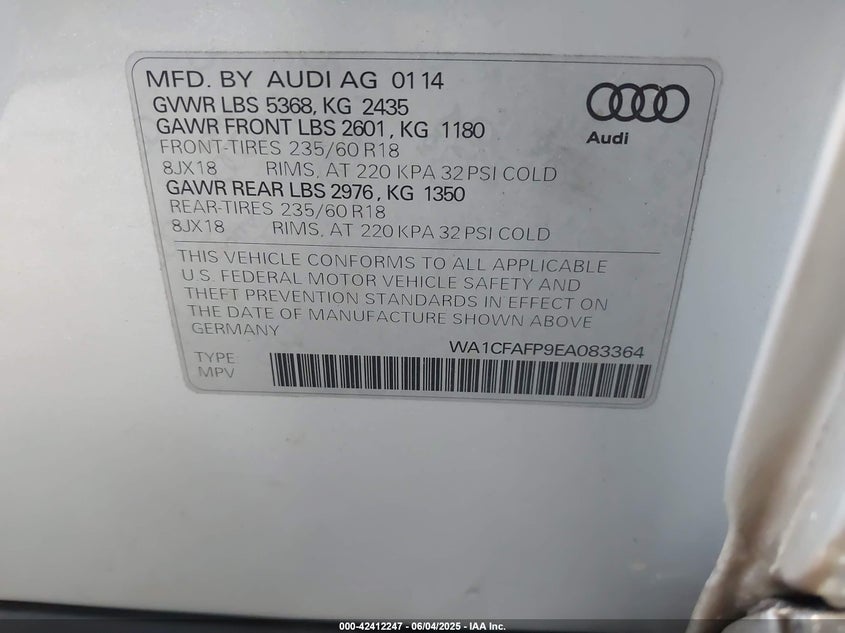 MFD. BY AUDI AG 01 14
GVWR LBS 5368, KG 2435
GAWR FRONT LBS 2601, KG 1180
FRONT-TIRES 235/60 R18
8JX18 RIMS, AT 220 KPA 32 PSI COLD
GAWR REAR LBS 2976, KG 1350
REAR-TIRES 235/60 R18
8JX18 RIMS, AT 220 KPA 32 PSI COLD
Audi
THIS VEHICLE CONFORMS TO ALL APPLICABLE
U.S. FEDERAL MOTOR VEHICLE SAFETY AND
THEFT PREVENTION STANDARDS IN EFFECT ON
THE DATE OF MANUFACTURE SHOWN ABOVE
GERMANY
WA1CFAFP9EA083364
TYPE
MPV
000-42412247 - 06/04/2025 - IAA Inc.